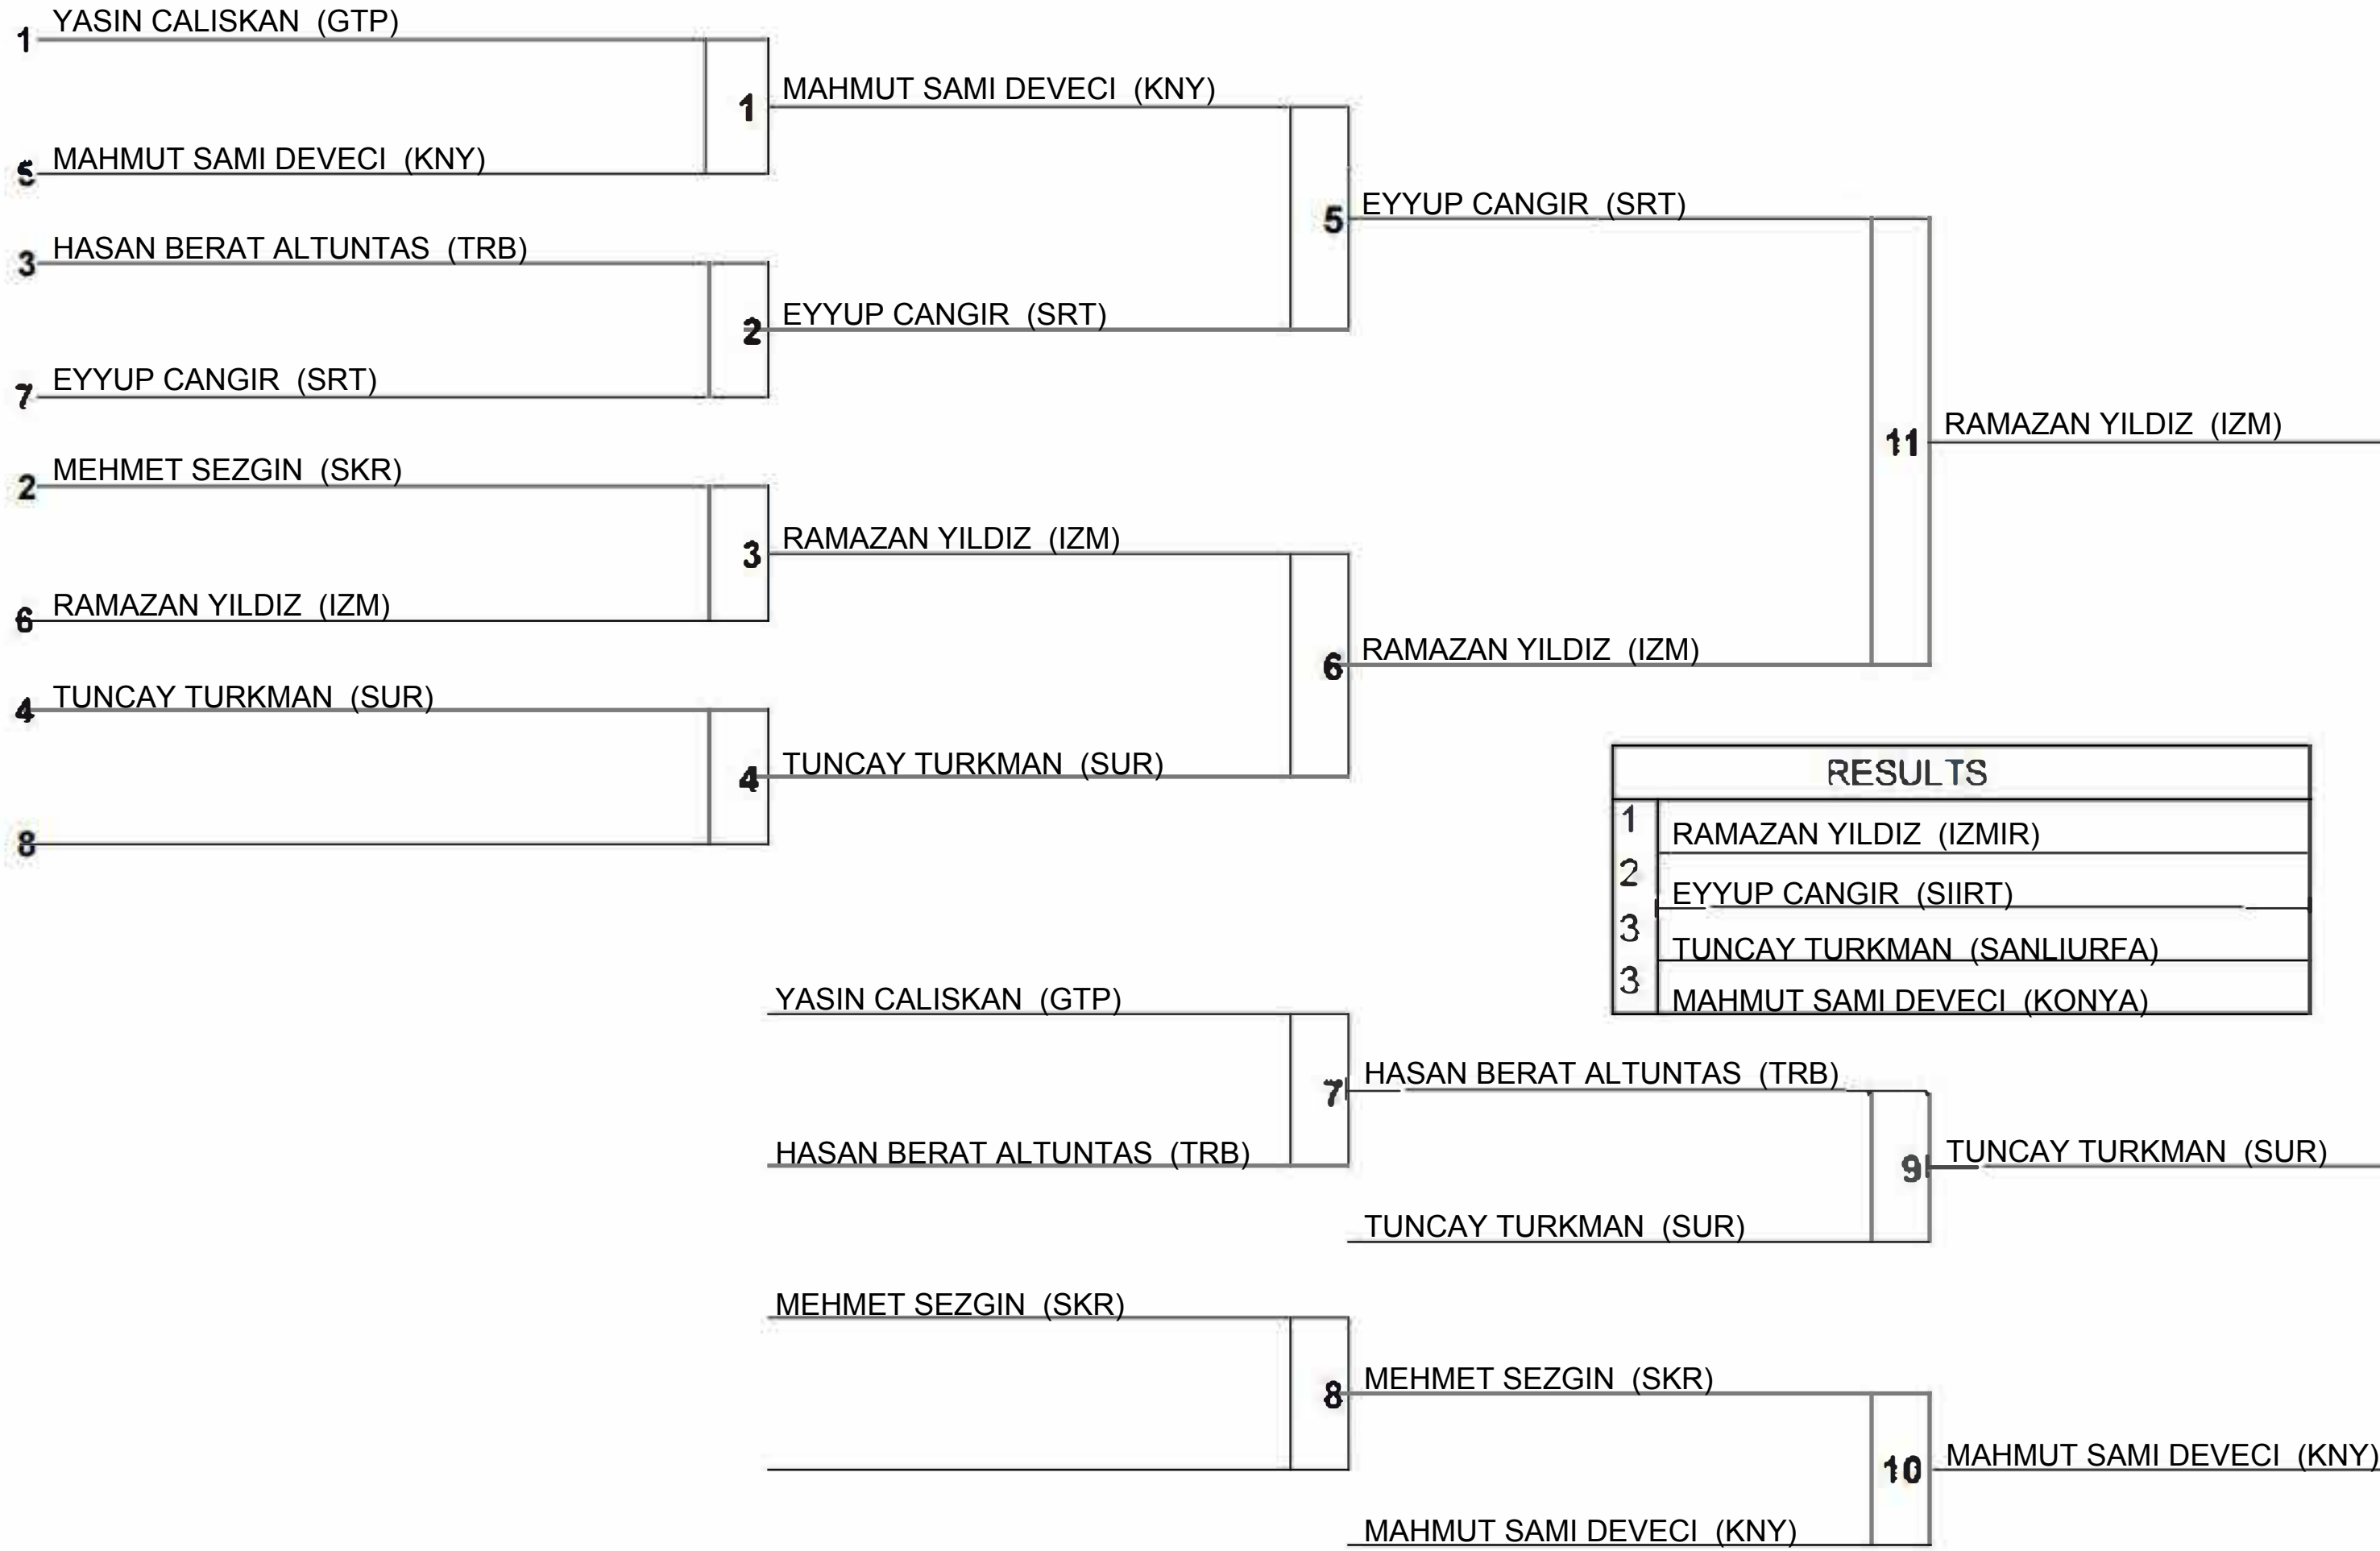 YASIN CALISKAN (GTP)
1
MAHMUT SAMI DEVECI (KNY)
1
MAHMUT SAMI DEVECI (KNY)
5
EYYUP CANGIR (SRT)
5
HASAN BERAT ALTUNTAS (TRB)
3
EYYUP CANGIR (SRT)
2
EYYUP CANGIR (SRT)
7
RAMAZAN YILDIZ (IZM)
11
MEHMET SEZGIN (SKR)
2
RAMAZAN YILDIZ (IZM)
3
RAMAZAN YILDIZ (IZM)
6
RAMAZAN YILDIZ (IZM)
6
TUNCAY TURKMAN (SUR)
4
TUNCAY TURKMAN (SUR)
4
8
RESULTS
1 RAMAZAN YILDIZ (IZMIR)
2 EYYUP CANGIR (SIIRT)
3 TUNCAY TURKMAN (SANLIURFA)
3 MAHMUT SAMI DEVECI (KONYA)
YASIN CALISKAN (GTP)
HASAN BERAT ALTUNTAS (TRB)
7
HASAN BERAT ALTUNTAS (TRB)
TUNCAY TURKMAN (SUR)
9
TUNCAY TURKMAN (SUR)
MEHMET SEZGIN (SKR)
MEHMET SEZGIN (SKR)
8
MAHMUT SAMI DEVECI (KNY)
10
MAHMUT SAMI DEVECI (KNY)